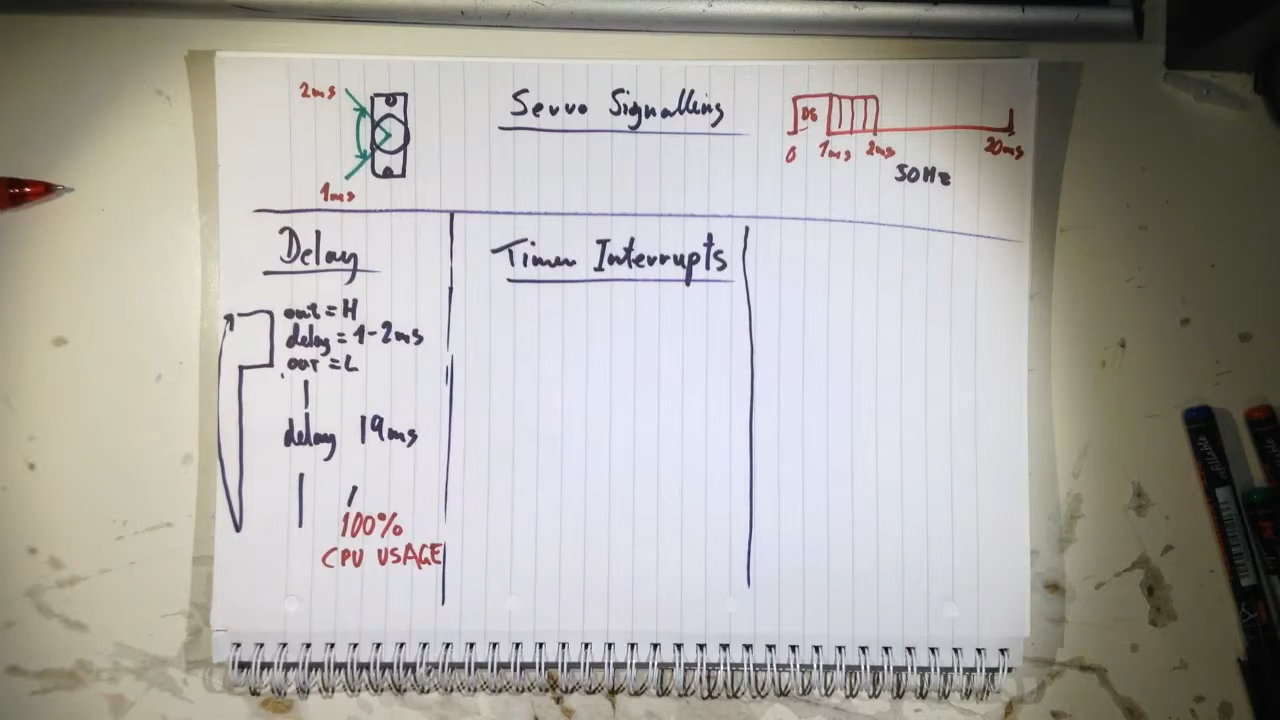 2ms
1ms
Servo Signalling
0
1ms
2ms
20ms
50Hz
Delay
out = H
delay = 1-2ms
out = L
delay 19ms
100%
CPU USAGE
Timer Interrupts